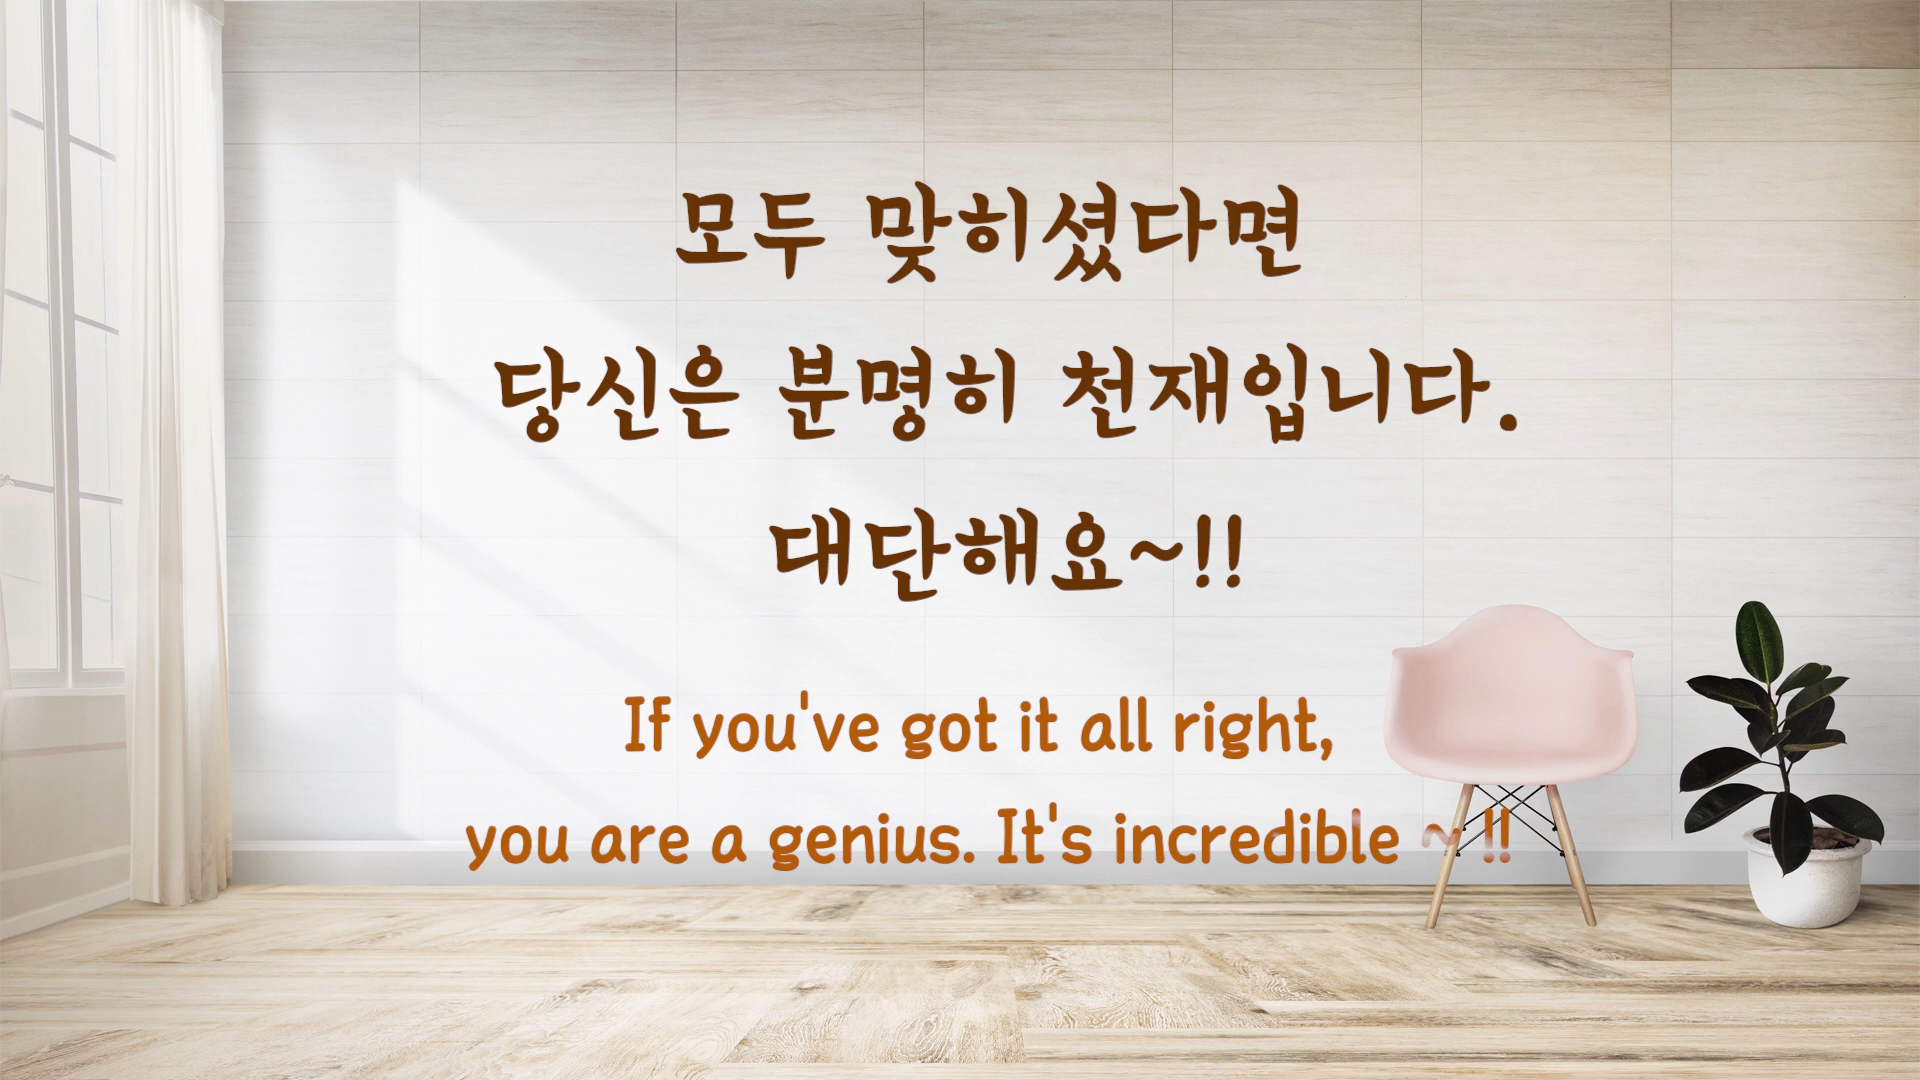 모두 맞히셨다면
당신은 분명히 천재입니다.
대단해요~!!
If you've got it all right,
you are a genius. It's incredible ~ !!